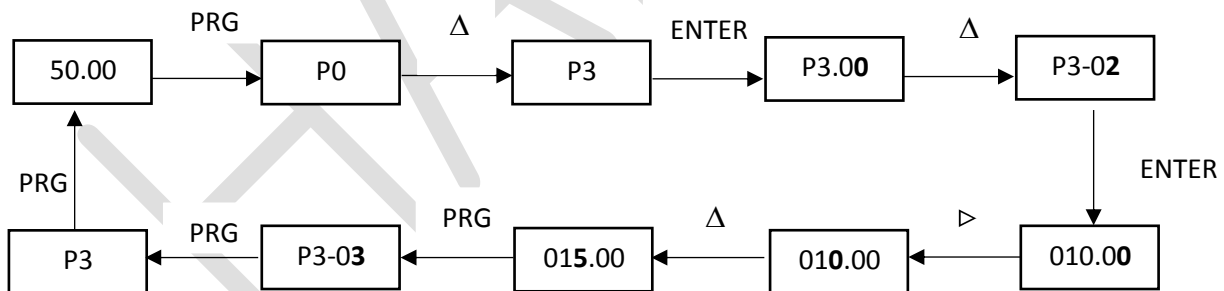 PRG
Δ
ENTER
Δ
50.00
P0
P3
P3.00
P3-02
ENTER
PRG
PRG
PRG
Δ
▷
P3
P3-03
015.00
010.00
010.00